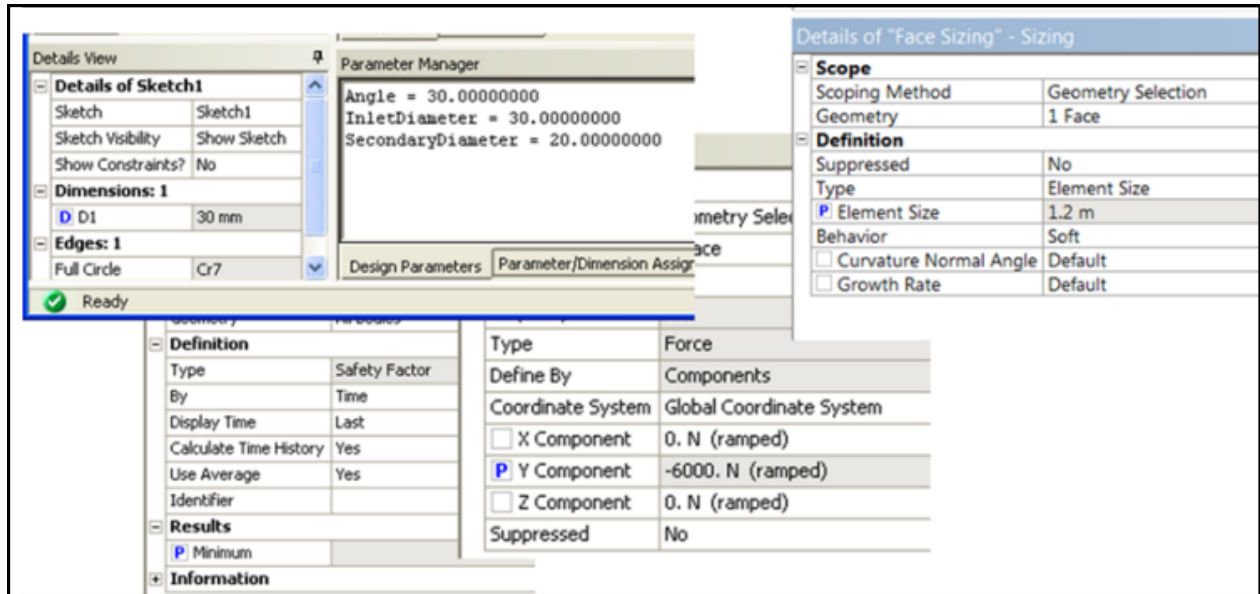 Details View
Details of Sketch1
Sketch Sketch1
Sketch Visibility Show Sketch
Show Constraints? No
Dimensions: 1
D D1 30 mm
Edges: 1
Full Circle Cr7
Ready
Parameter Manager
Angle = 30.00000000
InletDiameter = 30.00000000
SecondaryDiameter = 20.00000000
Design Parameters Parameter/Dimension Assign
Details of "Face Sizing" - Sizing
Scope
Scoping Method Geometry Selection
Geometry 1 Face
Definition
Suppressed No
Type Element Size
P Element Size 1.2 m
Behavior Soft
Curvature Normal Angle Default
Growth Rate Default
Definition
Type Safety Factor
By Time
Display Time Last
Calculate Time History Yes
Use Average Yes
Identifier
Results
P Minimum
Information
Type Force
Define By Components
Coordinate System Global Coordinate System
X Component 0. N (ramped)
P Y Component -6000. N (ramped)
Z Component 0. N (ramped)
Suppressed No